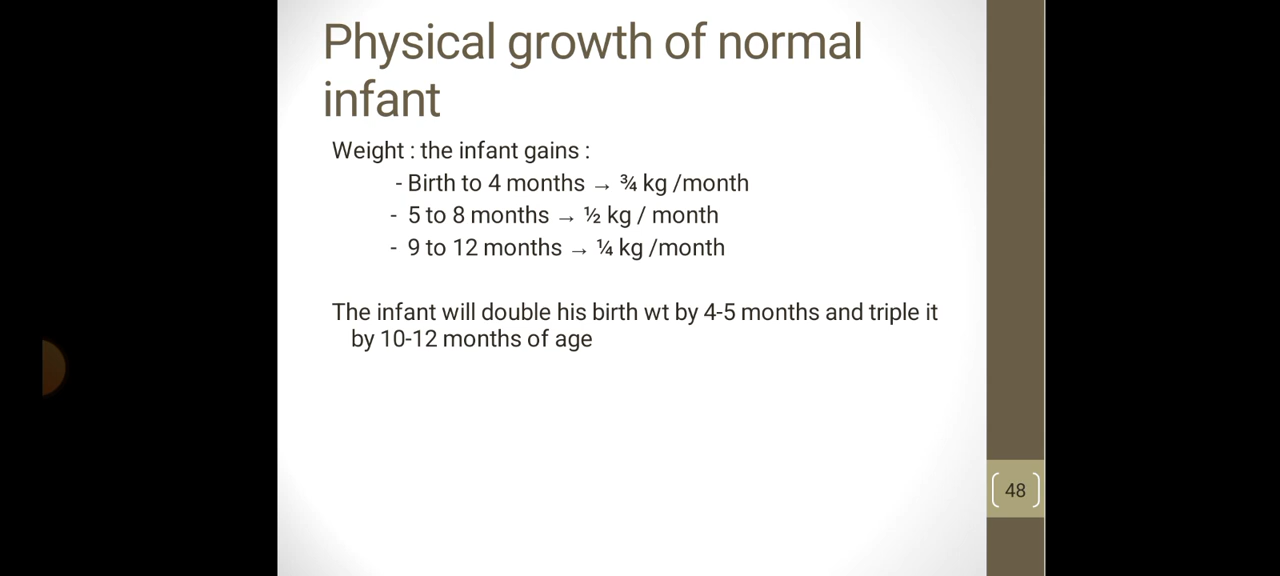 Physical growth of normal
infant
Weight : the infant gains :
- Birth to 4 months → ¾ kg /month
- 5 to 8 months → ½ kg / month
- 9 to 12 months → ¼ kg /month
The infant will double his birth wt by 4-5 months and triple it
by 10-12 months of age
48